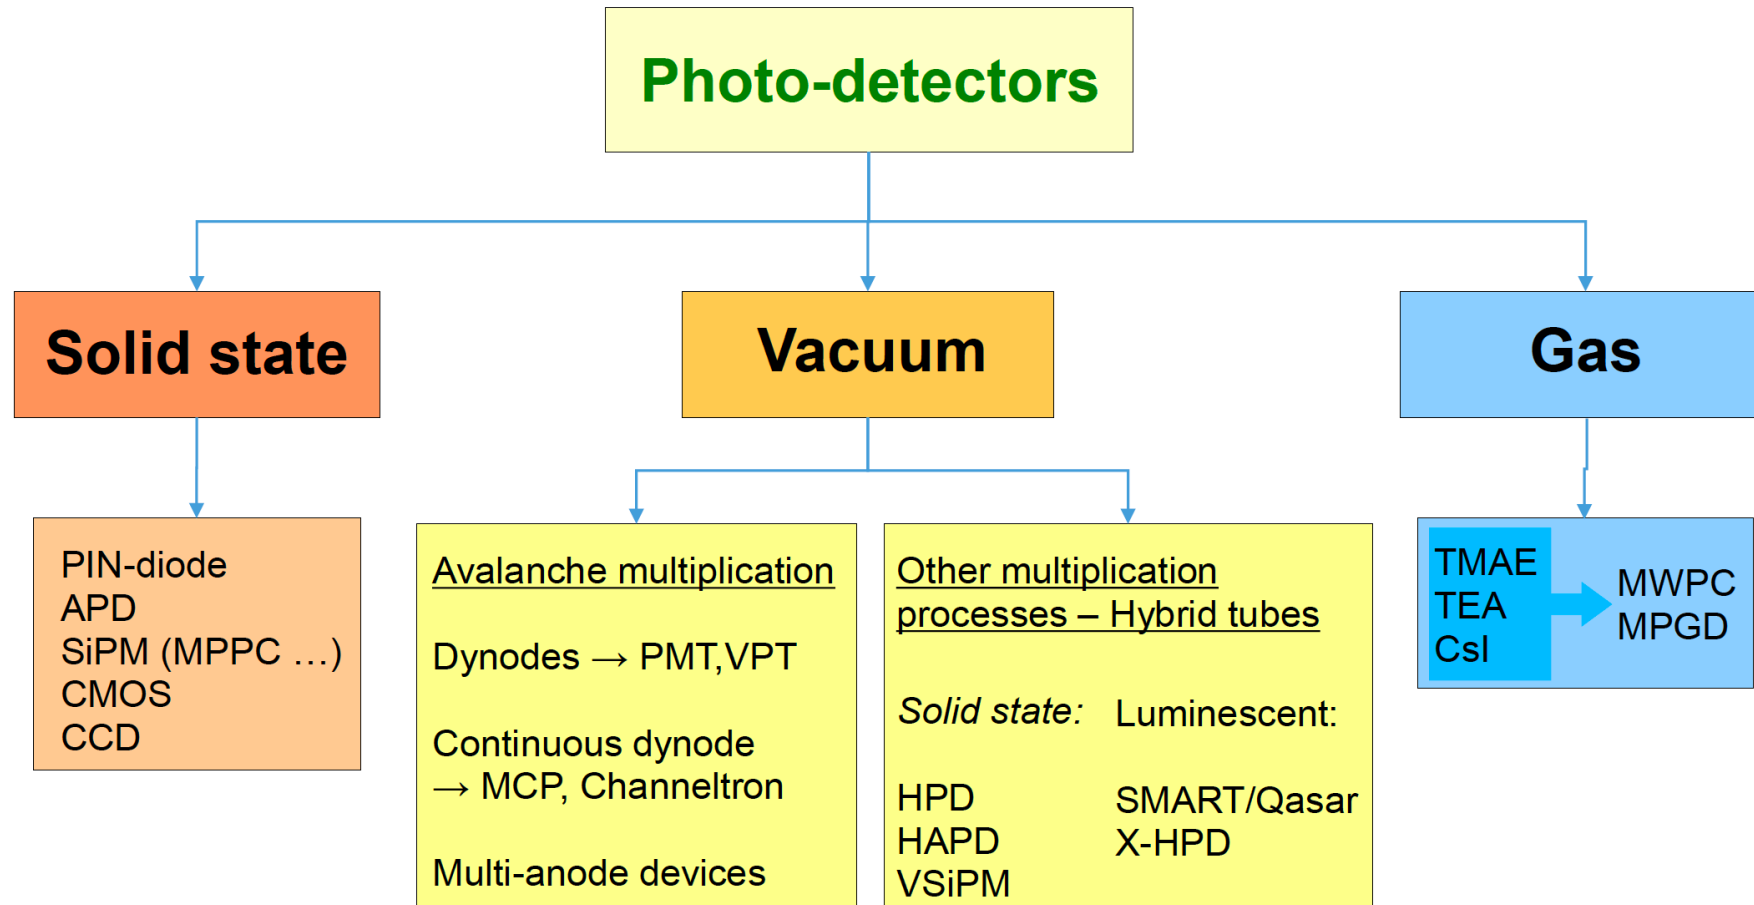 Photo-detectors
Solid state
Vacuum
Gas
PIN-diode
APD
SiPM (MPPC …)
CMOS
CCD
Avalanche multiplication
Dynodes → PMT,VPT
Continuous dynode
→ MCP, Channeltron
Multi-anode devices
Other multiplication
processes – Hybrid tubes
Solid state:
HPD
HAPD
VSiPM
Luminescent:
SMART/Qasar
X-HPD
TMAE
TEA
CsI
MWPC
MPGD